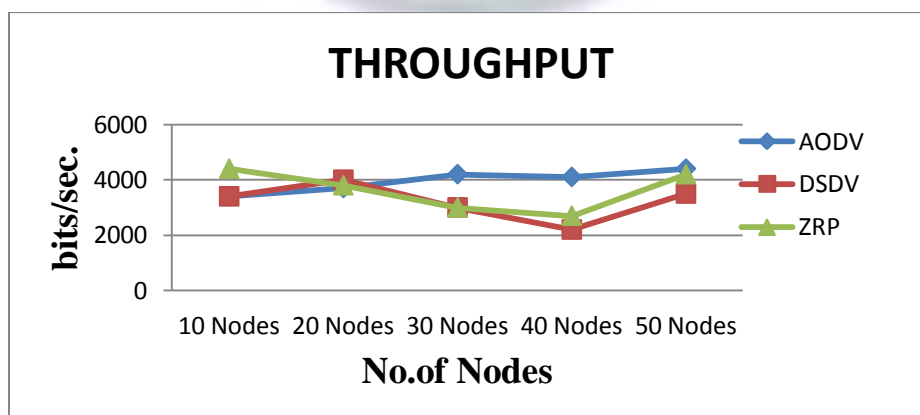 THROUGHPUT
6000
4000
2000
0
bits/sec.
10 Nodes 20 Nodes 30 Nodes 40 Nodes 50 Nodes
No.of Nodes
AODV
DSDV
ZRP